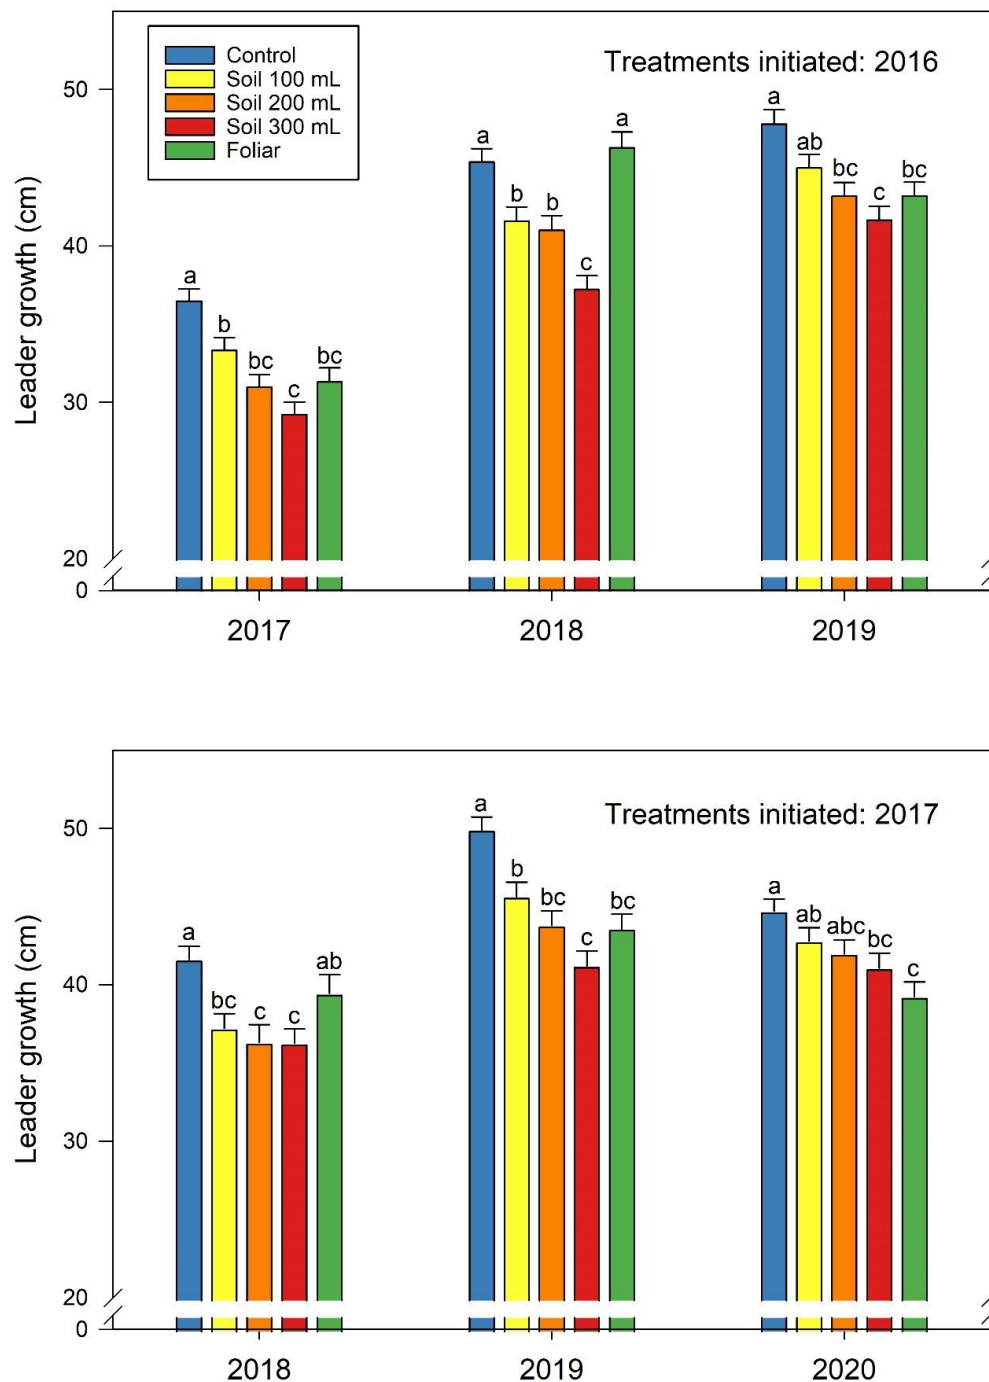 Control
Soil 100 mL
Soil 200 mL
Soil 300 mL
Foliar
Treatments initiated: 2016
Leader growth (cm)
50
40
30
20
0
a
b
bc
c
bc
a
b
b
c
a
a
ab
bc
c
bc
2017
2018
2019
Treatments initiated: 2017
Leader growth (cm)
50
40
30
20
0
a
bc
c
c
ab
a
b
bc
c
bc
a
ab
abc
bc
c
2018
2019
2020